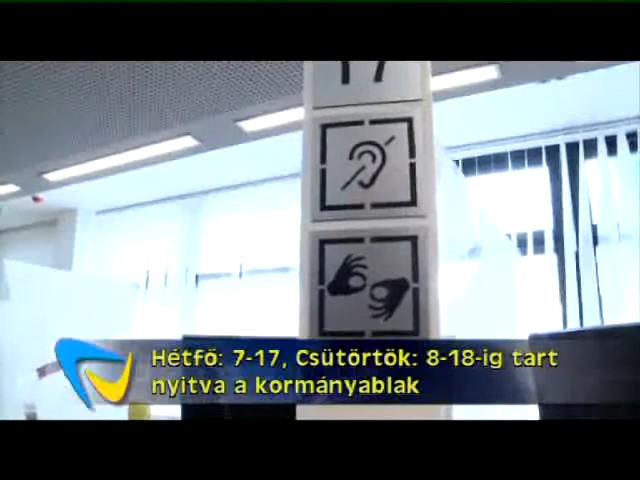 17
Hétfő: 7-17, Csütörtök: 8-18-ig tart
nyitva a kormányablak